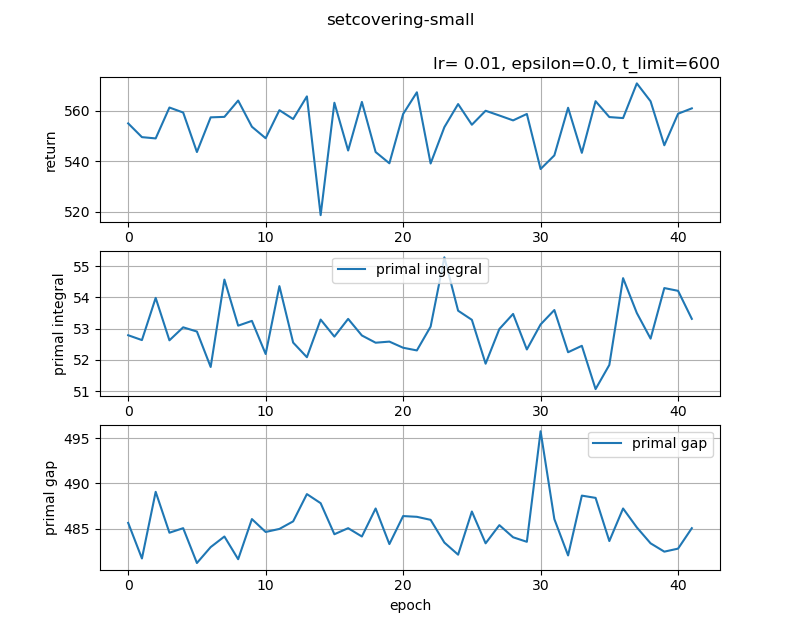 setcovering-small
lr= 0.01, epsilon=0.0, t_limit=600
560
540
520
return
0 10 20 30 40
55
54
53
52
51
primal integral
primal ingegral
0 10 20 30 40
495
490
485
primal gap
primal gap
0 10 20 30 40
epoch